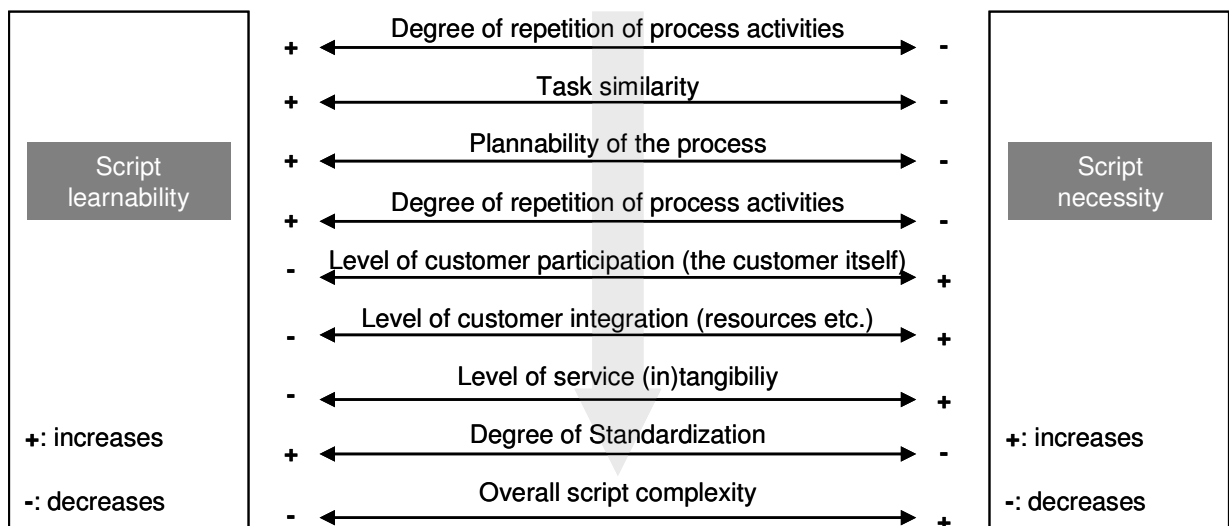 Degree of repetition of process activities
+ -
Task similarity
+ -
Plannability of the process
+ -
Script
learnability
Script
necessity
Degree of repetition of process activities
+ -
Level of customer participation (the customer itself)
- +
Level of customer integration (resources etc.)
- +
Level of service (in)tangibiliy
- +
+: increases
Degree of Standardization
+: increases
+ -
-: decreases
Overall script complexity
-: decreases
- +